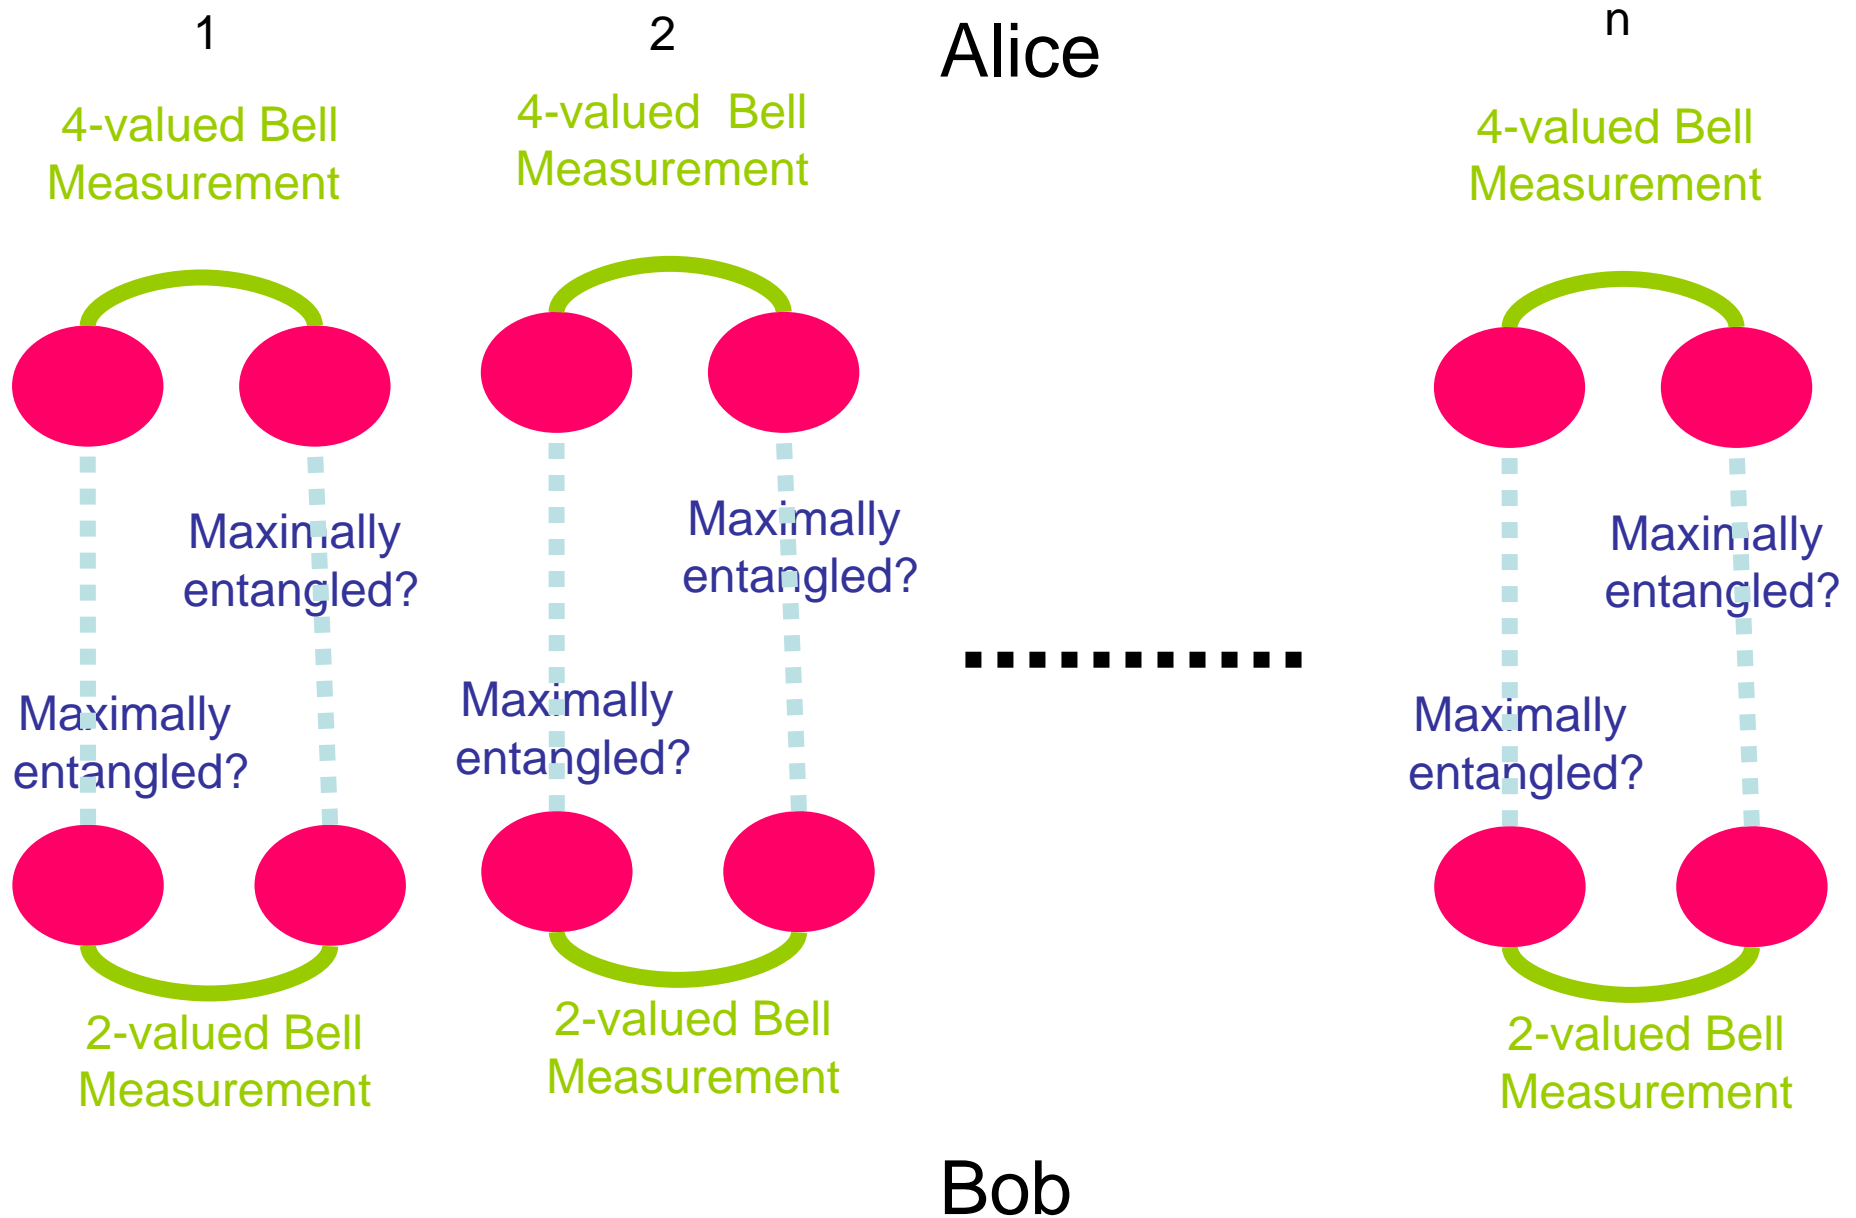 1
2
Alice
n
4-valued Bell
Measurement
4-valued Bell
Measurement
4-valued Bell
Measurement
Maximally
entangled?
Maximally
entangled?
Maximally
entangled?
Maximally
entangled?
Maximally
entangled?
Maximally
entangled?
2-valued Bell
Measurement
2-valued Bell
Measurement
2-valued Bell
Measurement
Bob